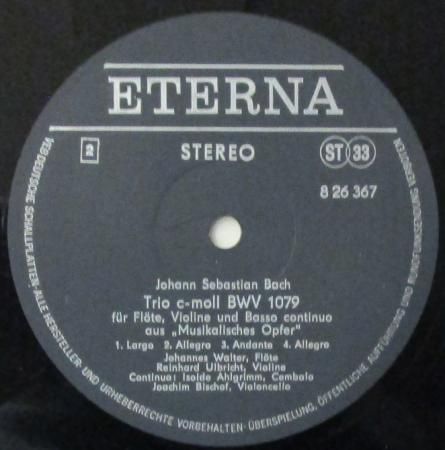 ETERNA
2 STEREO ST 33
8 26 367
Johann Sebastian Bach
Trio c-moll BWV 1079
für Flöte, Violine und Basso continuo
aus „Musikalisches Opfer"
1. Largo 2. Allegro 3. Andante 4. Allegro
Johannes Walter, Flöte
Reinhard Ulbricht, Violine
Continuo: Isolde Ahlgrimm, Cembalo
Joachim Bischof, Violoncello
VEB DEUTSCHE SCHALLPLATTEN · ALLE HERSTELLER- UND URHEBERRECHTE VORBEHALTEN · ÜBERSPIELUNG, ÖFFENTLICHE AUFFÜHRUNG UND RUNDFUNKSENDUNG VERBOTEN